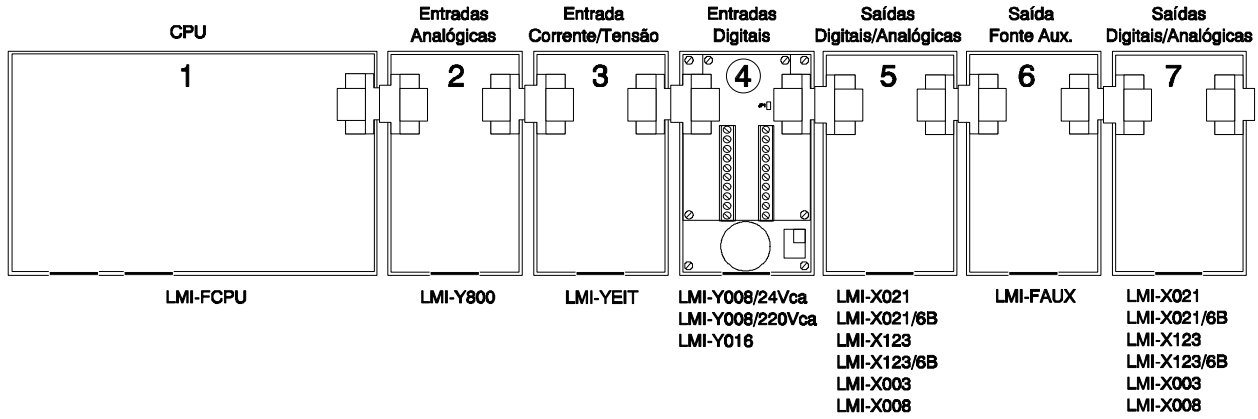 CPU
Entradas
Analógicas
Entrada
Corrente/Tensão
Entradas
Digitais
Saídas
Digitais/Analógicas
Saída
Fonte Aux.
Saídas
Digitais/Analógicas
1
2
3
4
5
6
7
LMI-FCPU
LMI-Y800
LMI-YEIT
LMI-Y008/24Vca
LMI-Y008/220Vca
LMI-Y016
LMI-X021
LMI-X021/6B
LMI-X123
LMI-X123/6B
LMI-X003
LMI-X008
LMI-FAUX
LMI-X021
LMI-X021/6B
LMI-X123
LMI-X123/6B
LMI-X003
LMI-X008